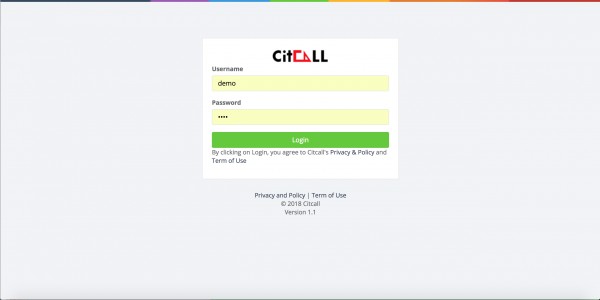 CitCALL
Username
demo
Password
••••
Login
By clicking on Login, you agree to Citcall's Privacy & Policy and
Term of Use
Privacy and Policy | Term of Use
© 2018 Citcall
Version 1.1